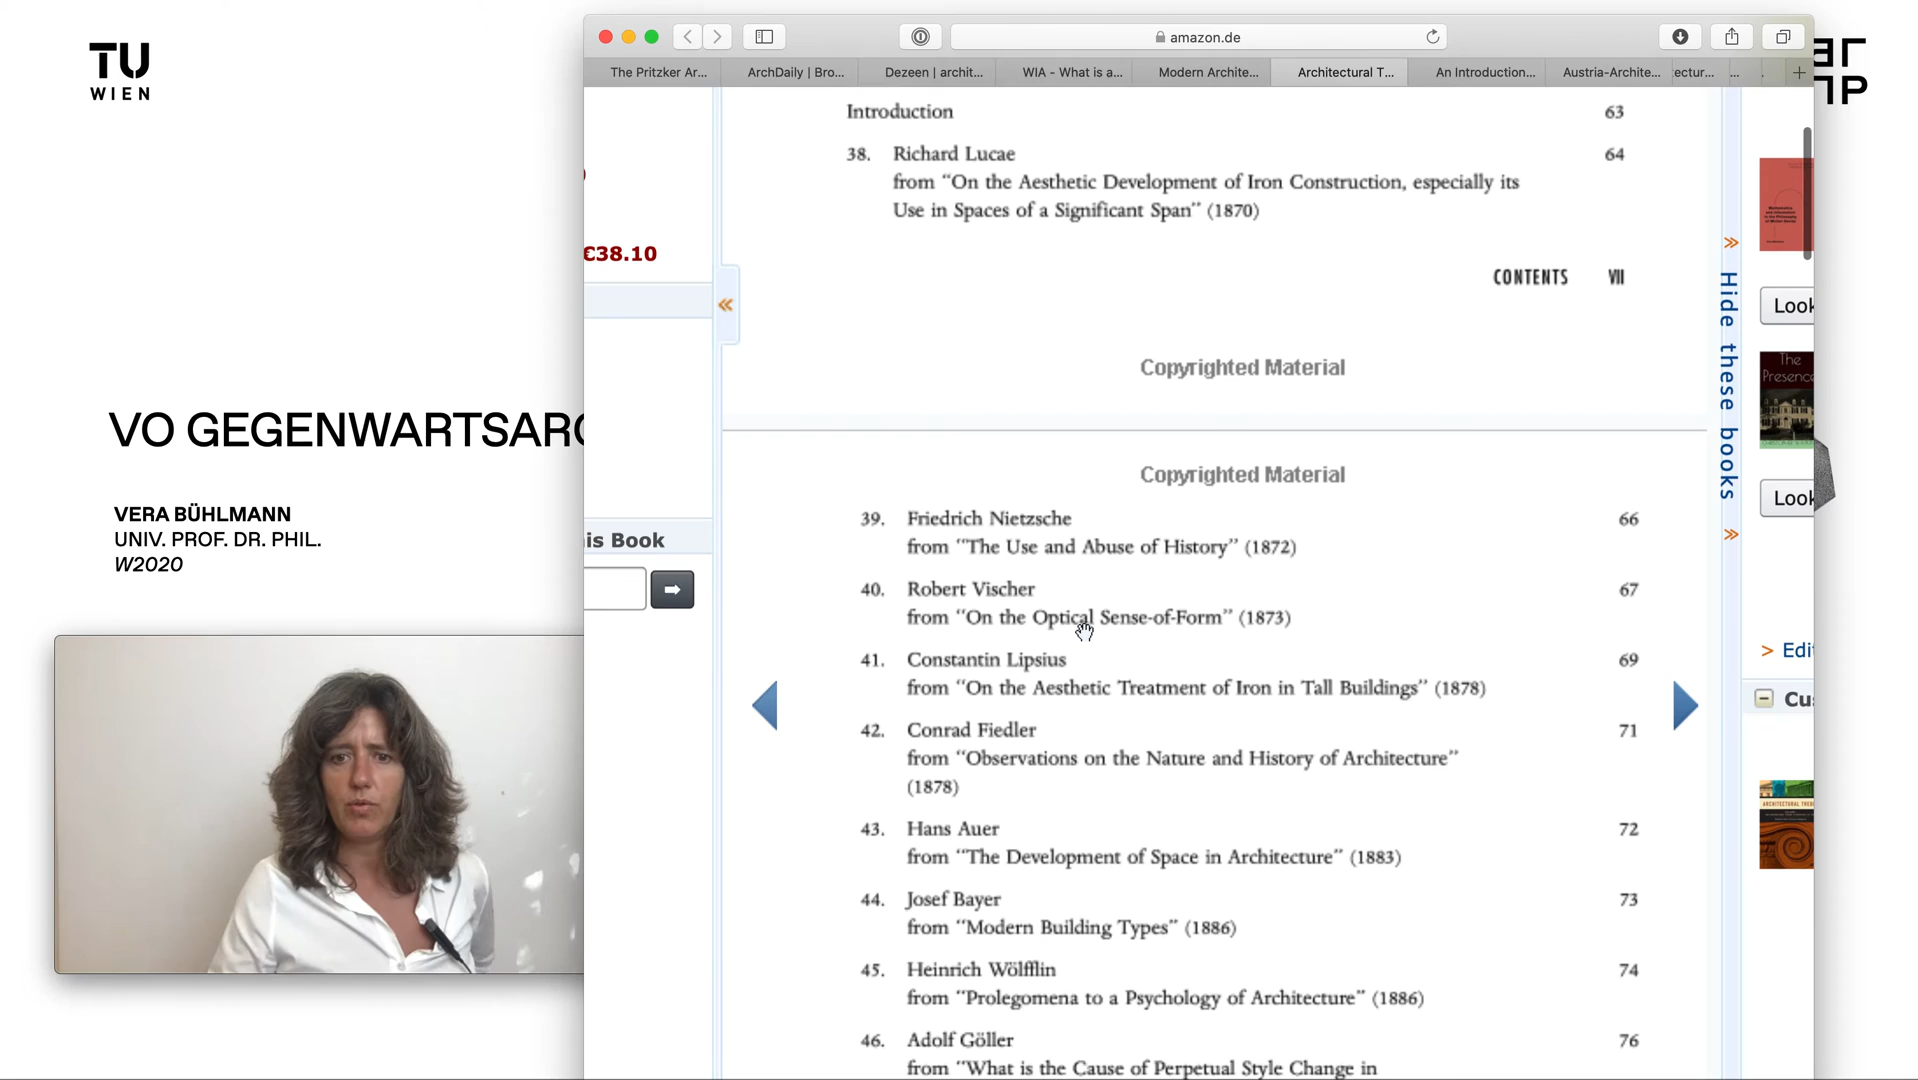 TU
WIEN
VO GEGENWARTSARC
VERA BÜHLMANN
UNIV. PROF. DR. PHIL.
W2020
amazon.de
The Pritzker Ar...
ArchDaily | Bro...
Dezeen | archit...
WIA - What is a...
Modern Archite...
Architectural T...
An Introduction...
Austria-Archite...
ectur...
€38.10
is Book
Introduction 63
38. Richard Lucae 64
from “On the Aesthetic Development of Iron Construction, especially its
Use in Spaces of a Significant Span” (1870)
CONTENTS VII
Copyrighted Material
Copyrighted Material
39. Friedrich Nietzsche 66
from “The Use and Abuse of History” (1872)
40. Robert Vischer 67
from “On the Optical Sense-of-Form” (1873)
41. Constantin Lipsius 69
from “On the Aesthetic Treatment of Iron in Tall Buildings” (1878)
42. Conrad Fiedler 71
from “Observations on the Nature and History of Architecture”
(1878)
43. Hans Auer 72
from “The Development of Space in Architecture” (1883)
44. Josef Bayer 73
from “Modern Building Types” (1886)
45. Heinrich Wölfflin 74
from “Prolegomena to a Psychology of Architecture” (1886)
46. Adolf Göller 76
from “What is the Cause of Perpetual Style Change in
Hide these books
Look
The
Presence
Look
> Edi
Cu